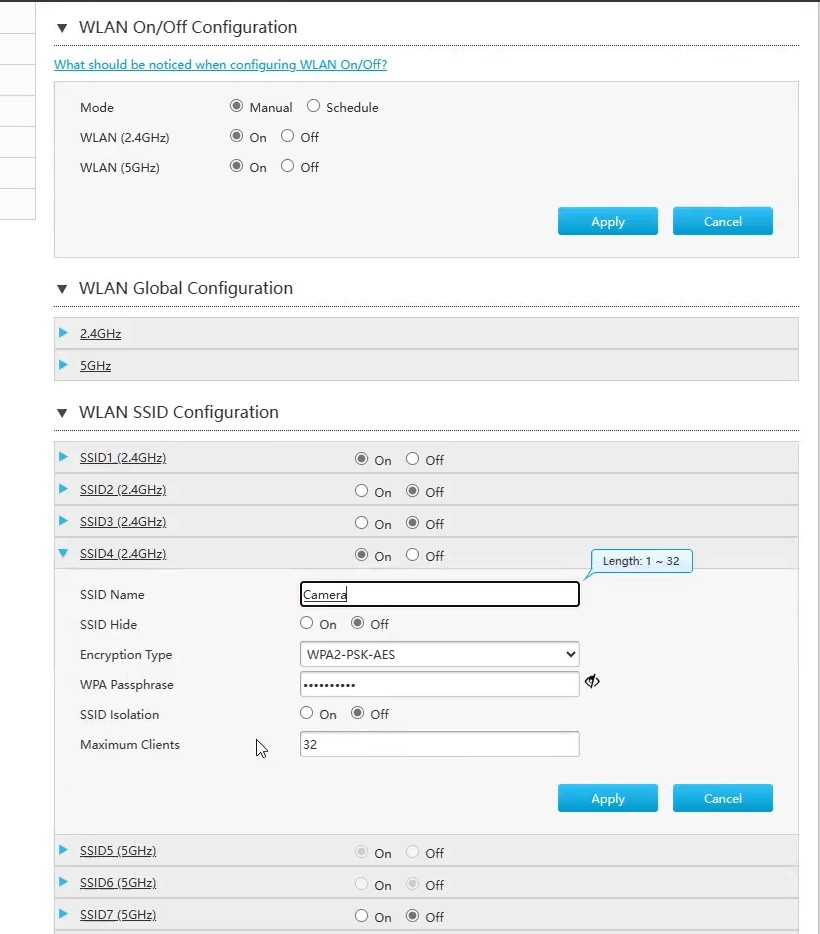 WLAN On/Off Configuration
What should be noticed when configuring WLAN On/Off?
Mode Manual Schedule
WLAN (2.4GHz) On Off
WLAN (5GHz) On Off
Apply Cancel
WLAN Global Configuration
2.4GHz
5GHz
WLAN SSID Configuration
SSID1 (2.4GHz) On Off
SSID2 (2.4GHz) On Off
SSID3 (2.4GHz) On Off
SSID4 (2.4GHz) On Off
Length: 1 ~ 32
SSID Name Camera
SSID Hide On Off
Encryption Type WPA2-PSK-AES
WPA Passphrase ••••••••••
SSID Isolation On Off
Maximum Clients 32
Apply Cancel
SSID5 (5GHz) On Off
SSID6 (5GHz) On Off
SSID7 (5GHz) On Off